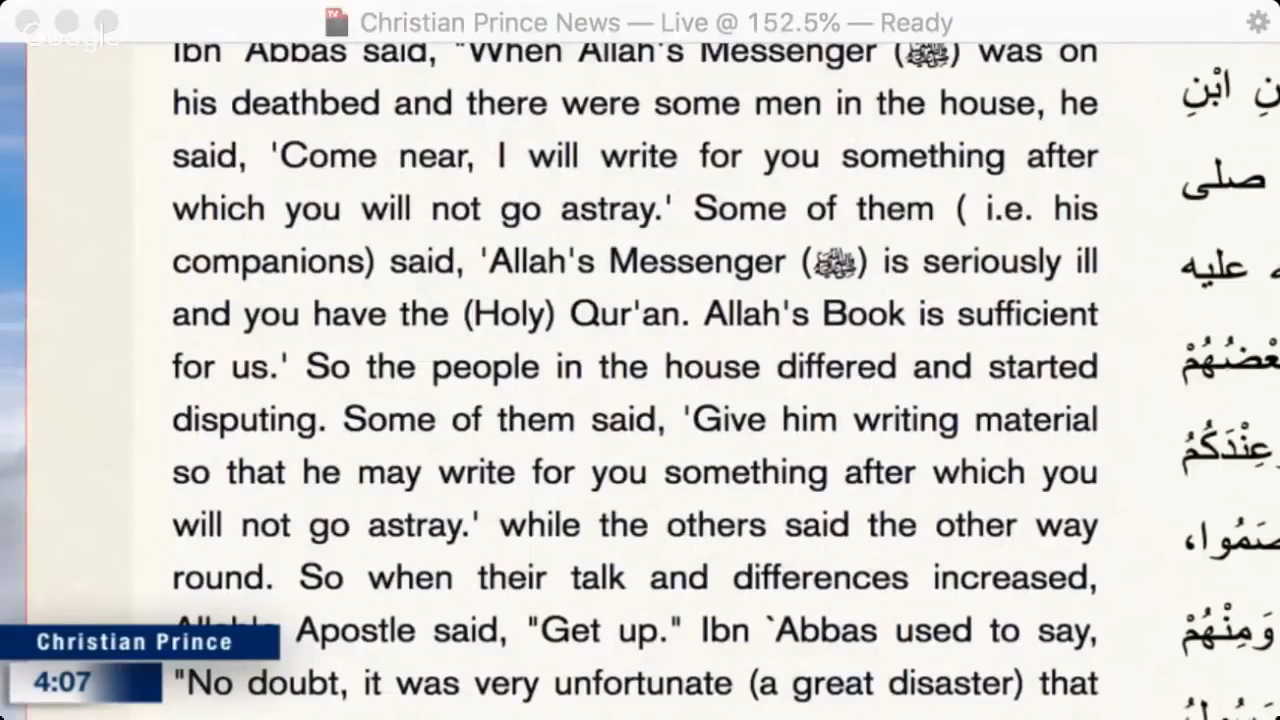 Christian Prince News — Live @ 152.5% — Ready
Google
Ibn `Abbas said, "When Allah's Messenger (ﷺ) was on
his deathbed and there were some men in the house, he
said, 'Come near, I will write for you something after
which you will not go astray.' Some of them ( i.e. his
companions) said, 'Allah's Messenger (ﷺ) is seriously ill
and you have the (Holy) Qur'an. Allah's Book is sufficient
for us.' So the people in the house differed and started
disputing. Some of them said, 'Give him writing material
so that he may write for you something after which you
will not go astray.' while the others said the other way
round. So when their talk and differences increased,
Allah's Apostle said, "Get up." Ibn `Abbas used to say,
"No doubt, it was very unfortunate (a great disaster) that
نِ ابْنِ
صلى
عليه
عِنْدَكُمُ
وَمِنْهُمْ
Christian Prince
4:07